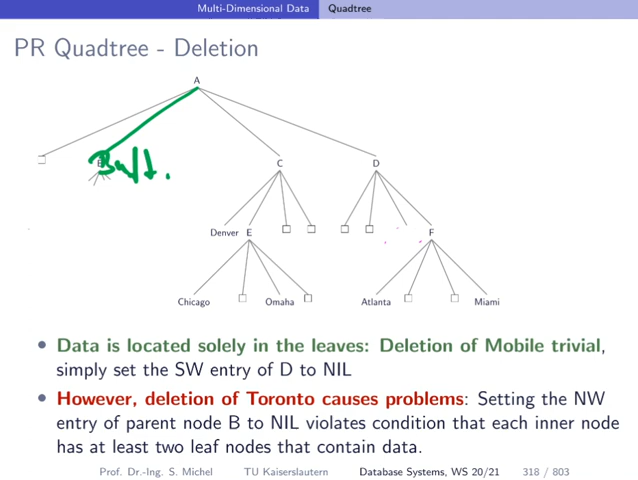 Multi-Dimensional Data Quadtree
PR Quadtree - Deletion
A
Buff.
C D
Denver E F
Chicago Omaha Atlanta Miami
• Data is located solely in the leaves: Deletion of Mobile trivial,
simply set the SW entry of D to NIL
• However, deletion of Toronto causes problems: Setting the NW
entry of parent node B to NIL violates condition that each inner node
has at least two leaf nodes that contain data.
Prof. Dr.-Ing. S. Michel TU Kaiserslautern Database Systems, WS 20/21 318 / 803